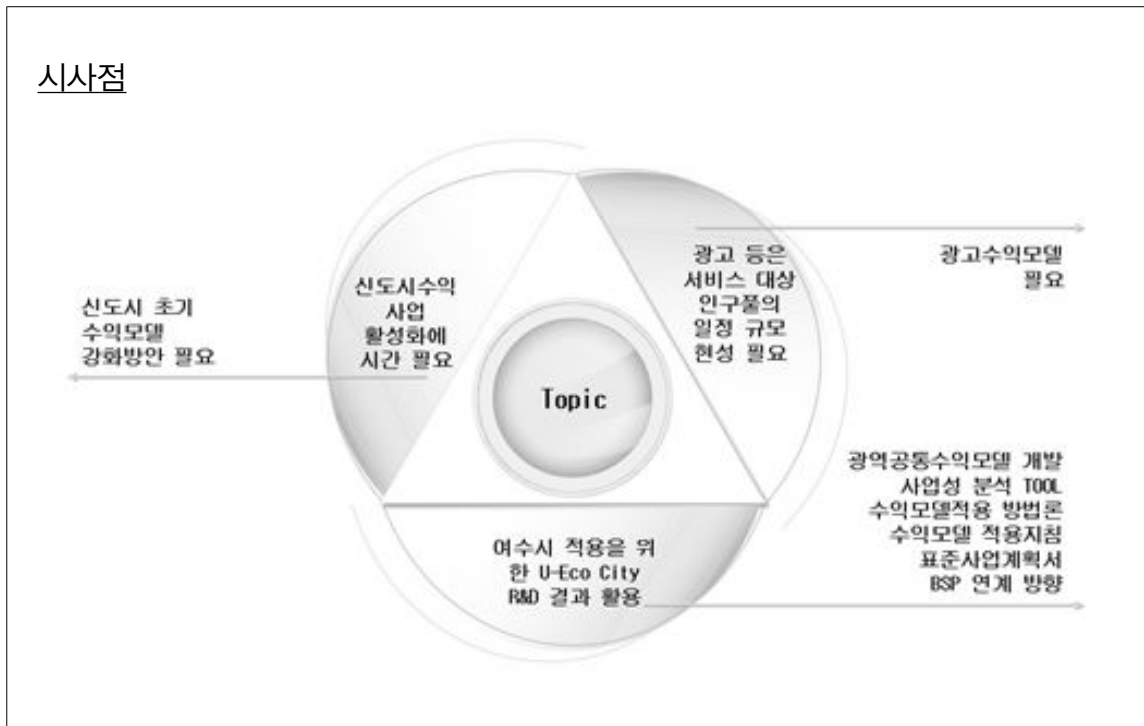 시사점
신도시 초기
수익모델
강화방안 필요
신도시수익
사업
활성화에
시간 필요
Topic
광고 등은
서비스 대상
인구풀의
일정 규모
현성 필요
광고수익모델
필요
여수시 적용을 위
한 U-Eco City
R&D 결과 활용
광역공통수익모델 개발
사업성 분석 TOOL
수익모델적용 방법론
수익모델 적용지침
표준사업계획서
BSP 연계 방향